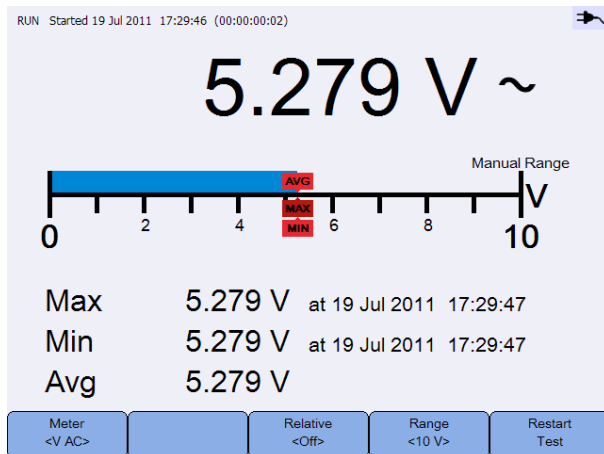 RUN Started 19 Jul 2011 17:29:46 (00:00:00:02)
5.279 V ~
Manual Range
AVG
V
MAX
0 2 4 MIN 6 8 10
Max 5.279 V at 19 Jul 2011 17:29:47
Min 5.279 V at 19 Jul 2011 17:29:47
Avg 5.279 V
Meter Relative Range Restart
<V AC> <Off> <10 V> Test